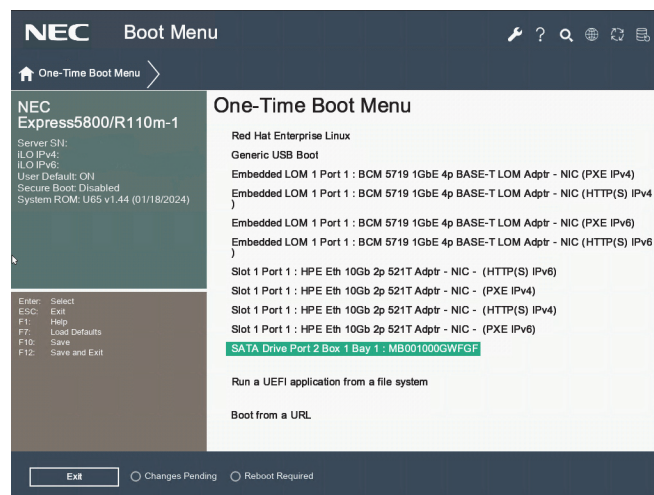 NEC Boot Menu
One-Time Boot Menu
NEC
Express5800/R110m-1
Server SN:
iLO IPv4:
iLO IPv6:
User Default: ON
Secure Boot: Disabled
System ROM: U65 v1.44 (01/18/2024)
Enter: Select
ESC: Exit
F1: Help
F7: Load Defaults
F10: Save
F12: Save and Exit
One-Time Boot Menu
Red Hat Enterprise Linux
Generic USB Boot
Embedded LOM 1 Port 1 : BCM 5719 1GbE 4p BASE-T LOM Adptr - NIC (PXE IPv4)
Embedded LOM 1 Port 1 : BCM 5719 1GbE 4p BASE-T LOM Adptr - NIC (HTTP(S) IPv4
)
Embedded LOM 1 Port 1 : BCM 5719 1GbE 4p BASE-T LOM Adptr - NIC (PXE IPv6)
Embedded LOM 1 Port 1 : BCM 5719 1GbE 4p BASE-T LOM Adptr - NIC (HTTP(S) IPv6
)
Slot 1 Port 1 : HPE Eth 10Gb 2p 521T Adptr - NIC - (HTTP(S) IPv6)
Slot 1 Port 1 : HPE Eth 10Gb 2p 521T Adptr - NIC - (PXE IPv4)
Slot 1 Port 1 : HPE Eth 10Gb 2p 521T Adptr - NIC - (HTTP(S) IPv4)
Slot 1 Port 1 : HPE Eth 10Gb 2p 521T Adptr - NIC - (PXE IPv6)
SATA Drive Port 2 Box 1 Bay 1 : MB001000GWFGF
Run a UEFI application from a file system
Boot from a URL
Exit Changes Pending Reboot Required